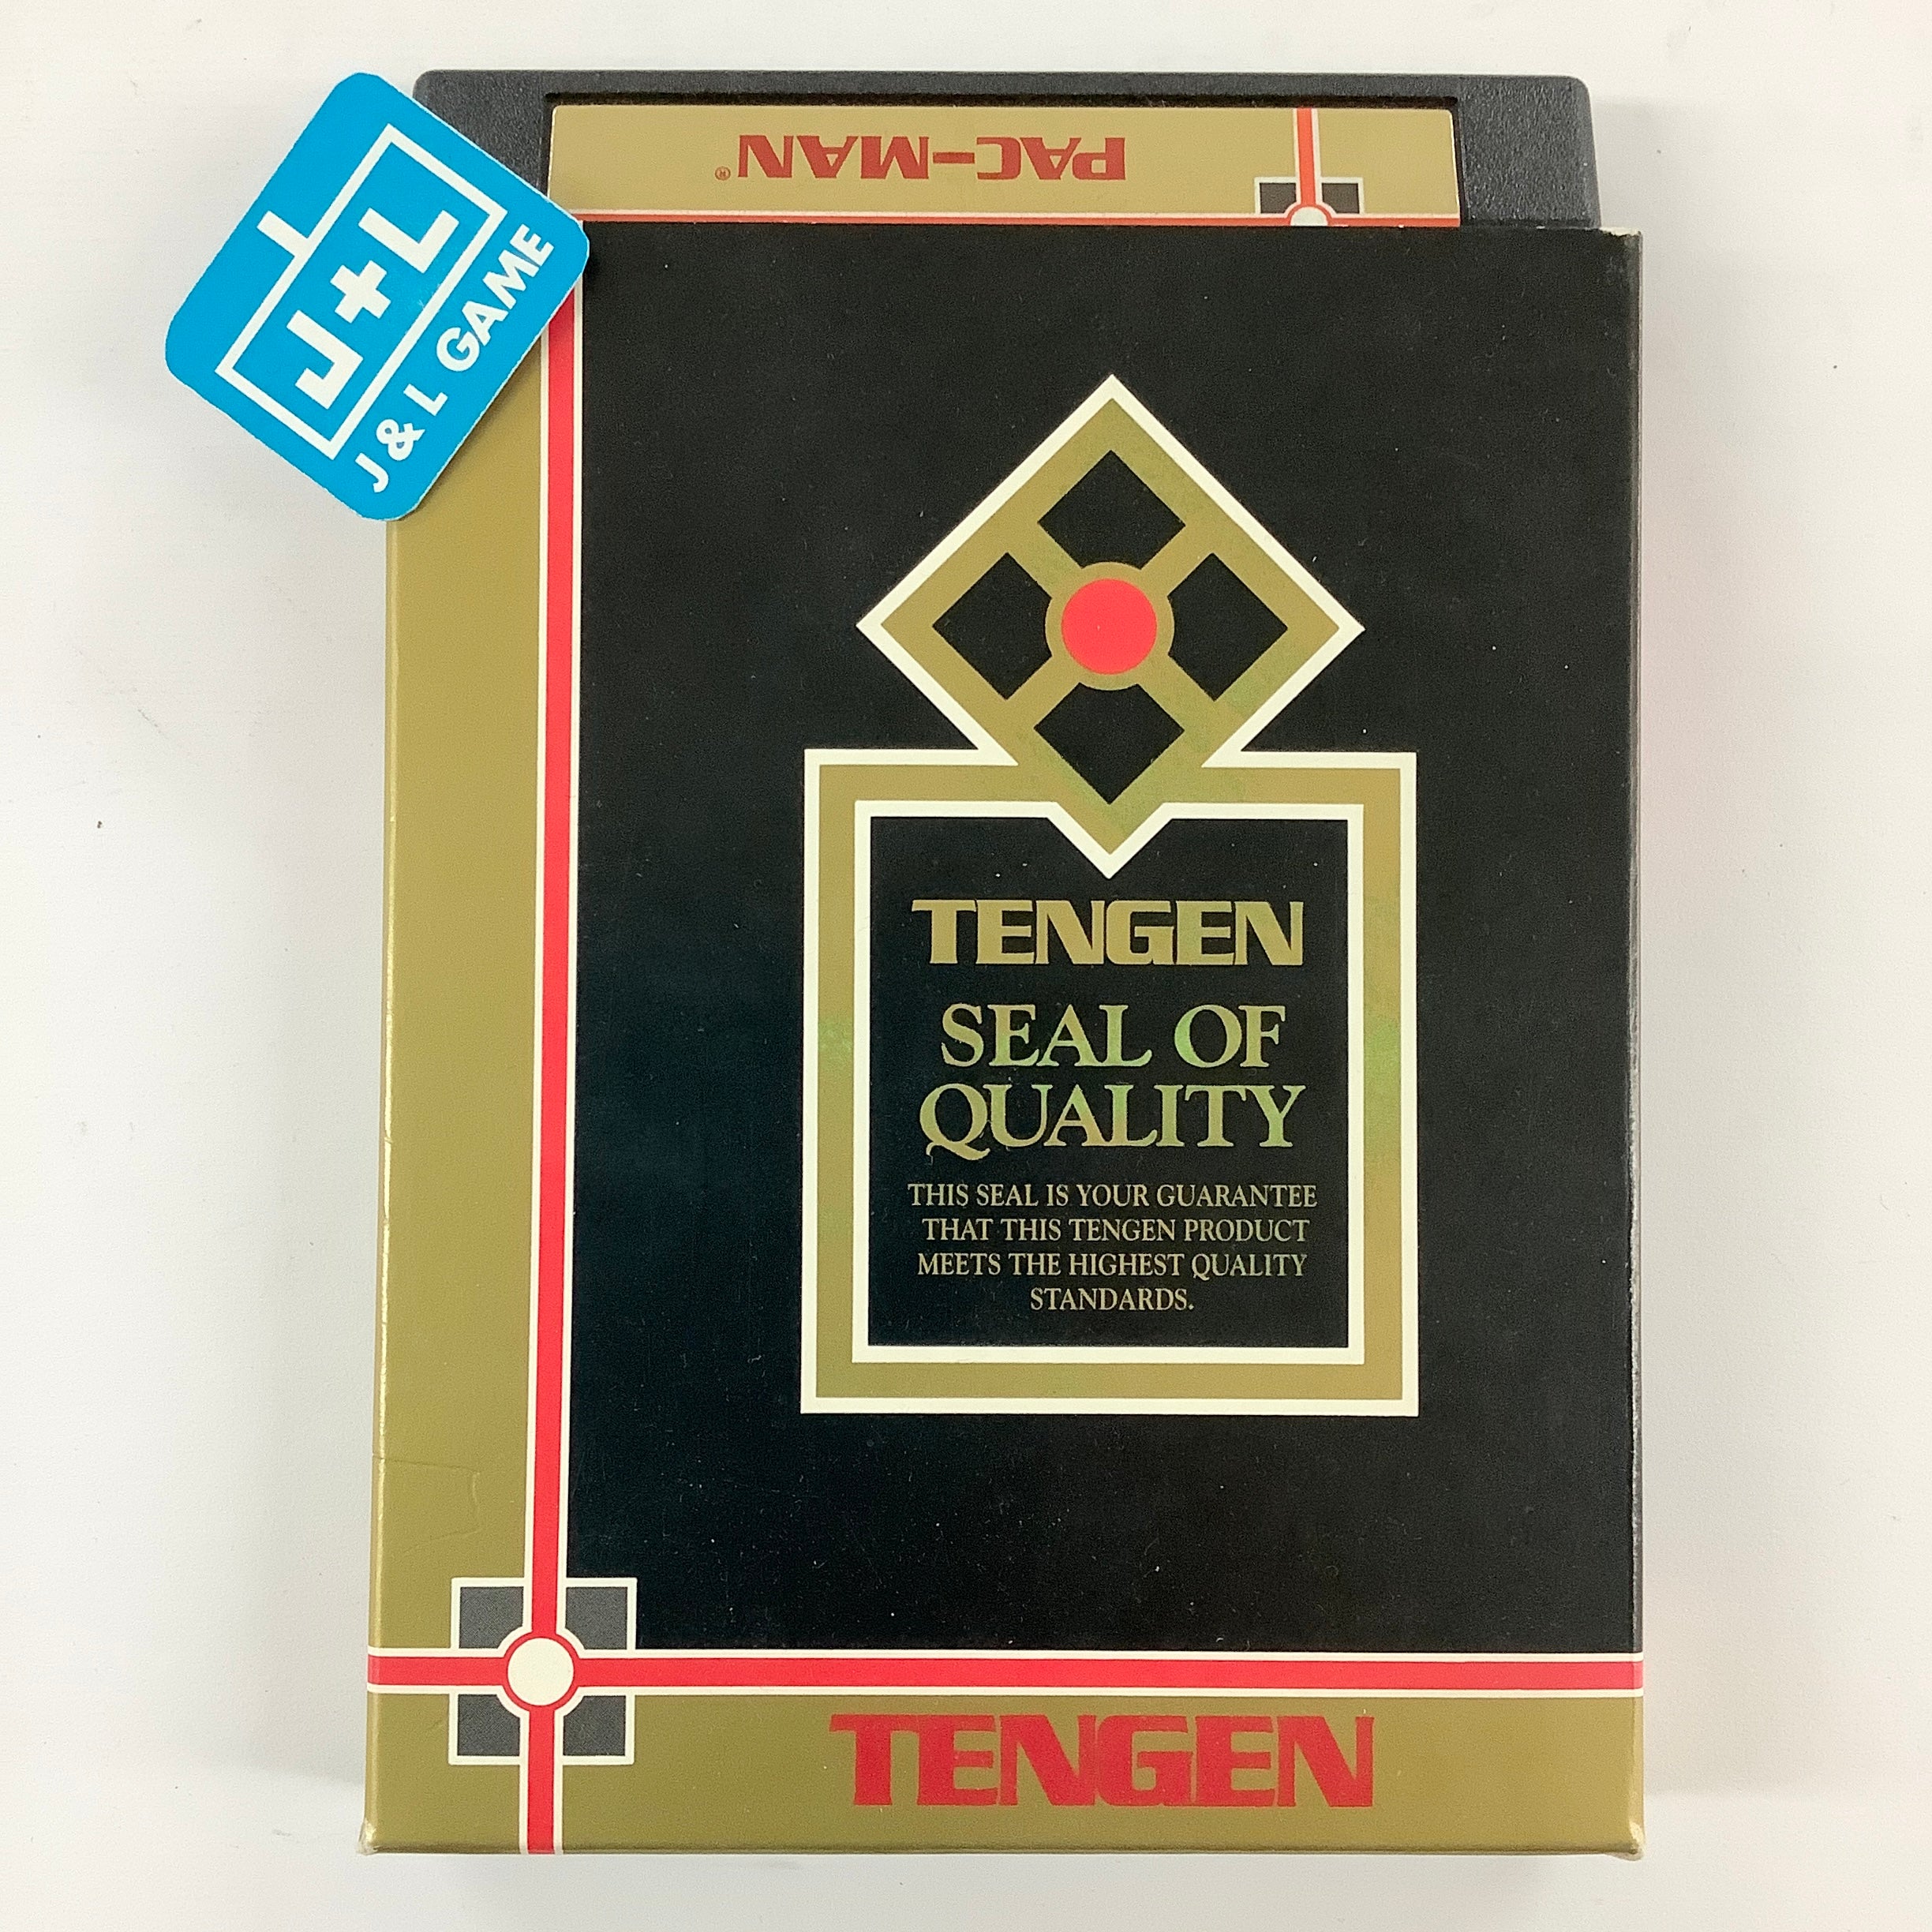 PAC-MAN®
J+L
J & L GAME
TENGEN
SEAL OF
QUALITY
THIS SEAL IS YOUR GUARANTEE
THAT THIS TENGEN PRODUCT
MEETS THE HIGHEST QUALITY
STANDARDS.
TENGEN